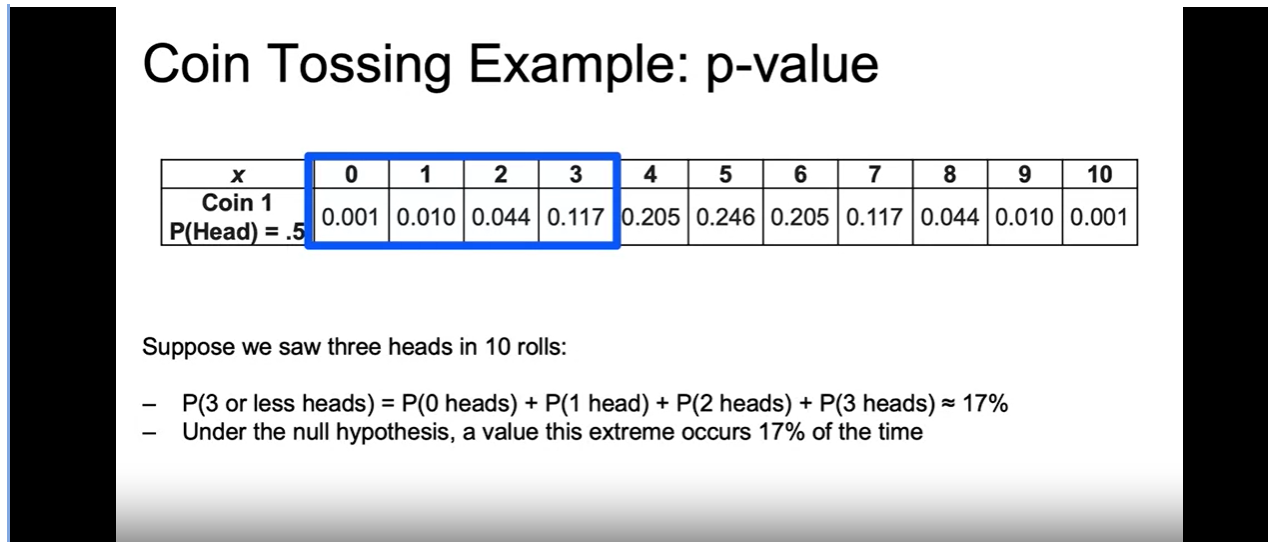 Coin Tossing Example: p-value
x 0 1 2 3 4 5 6 7 8 9 10
Coin 1
P(Head) = .5 0.001 0.010 0.044 0.117 0.205 0.246 0.205 0.117 0.044 0.010 0.001
Suppose we saw three heads in 10 rolls:
– P(3 or less heads) = P(0 heads) + P(1 head) + P(2 heads) + P(3 heads) ≈ 17%
– Under the null hypothesis, a value this extreme occurs 17% of the time